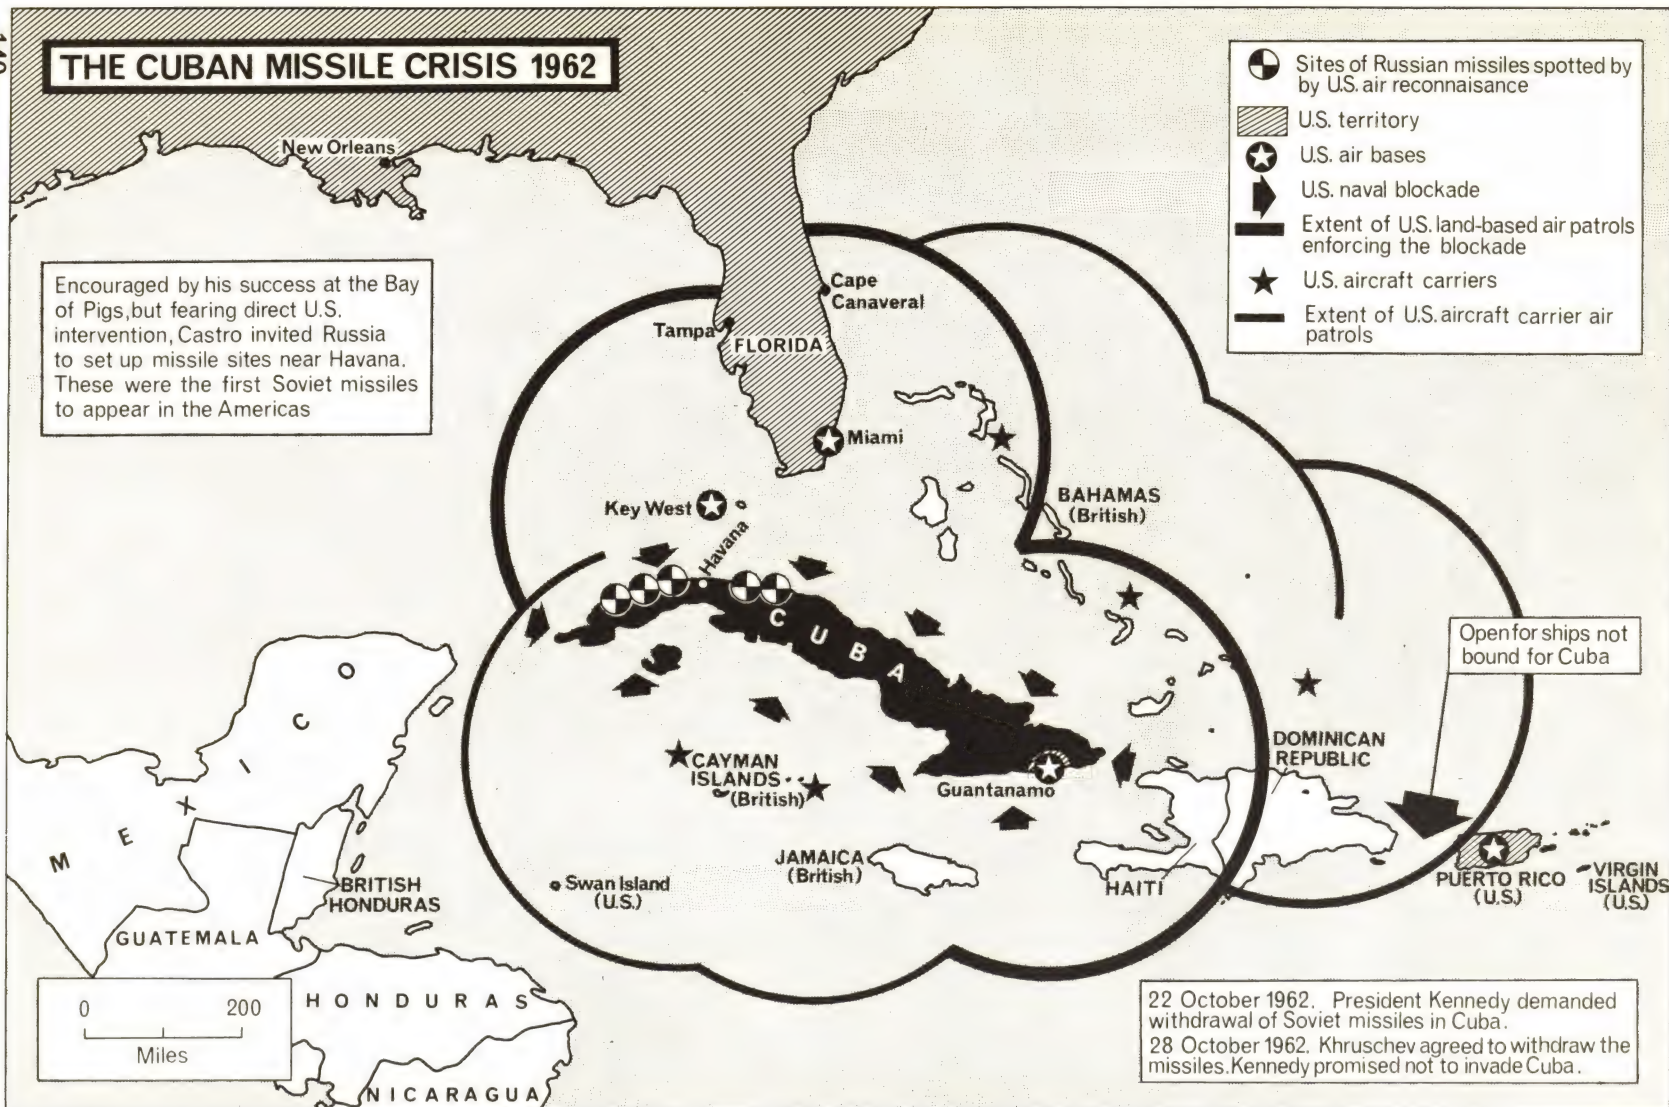 THE CUBAN MISSILE CRISIS 1962
Sites of Russian missiles spotted by
by U.S. air reconnaisance
U.S. territory
U.S. air bases
U.S. naval blockade
Extent of U.S. land-based air patrols
enforcing the blockade
U.S. aircraft carriers
Extent of U.S. aircraft carrier air
patrols
New Orleans
Encouraged by his success at the Bay
of Pigs, but fearing direct U.S.
intervention, Castro invited Russia
to set up missile sites near Havana.
These were the first Soviet missiles
to appear in the Americas
Cape
Canaveral
Tampa
FLORIDA
Miami
Key West
Havana
BAHAMAS
(British)
CUBA
Open for ships not
bound for Cuba
MEXICO
CAYMAN
ISLANDS
(British)
Guantanamo
DOMINICAN
REPUBLIC
JAMAICA
(British)
HAITI
PUERTO RICO
(U.S.)
VIRGIN
ISLANDS
(U.S.)
Swan Island
(U.S.)
BRITISH
HONDURAS
GUATEMALA
HONDURAS
NICARAGUA
0 200
Miles
22 October 1962. President Kennedy demanded
withdrawal of Soviet missiles in Cuba.
28 October 1962. Khruschev agreed to withdraw the
missiles. Kennedy promised not to invade Cuba.